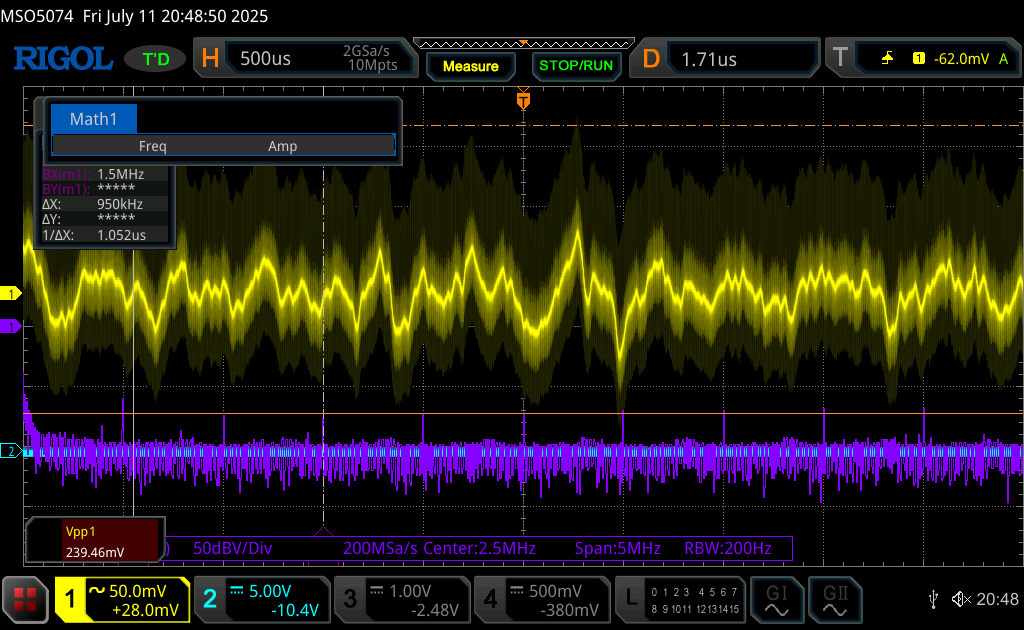 MSO5074 Fri July 11 20:48:50 2025
RIGOL T'D H 500us 2GSa/s 10Mpts Measure STOP/RUN D 1.71us T 1 -62.0mV A
T
Math1
Freq Amp
BX(m1): 1.5MHz
BY(m1): *****
ΔX: 950kHz
ΔY: *****
1/ΔX: 1.052us
1
1
2
Vpp1
239.46mV
50dBV/Div 200MSa/s Center:2.5MHz Span:5MHz RBW:200Hz
1 50.0mV +28.0mV
2 5.00V -10.4V
3 1.00V -2.48V
4 500mV -380mV
L 0 1 2 3 4 5 6 7
8 9 10 11 12 13 14 15
GI GII
20:48